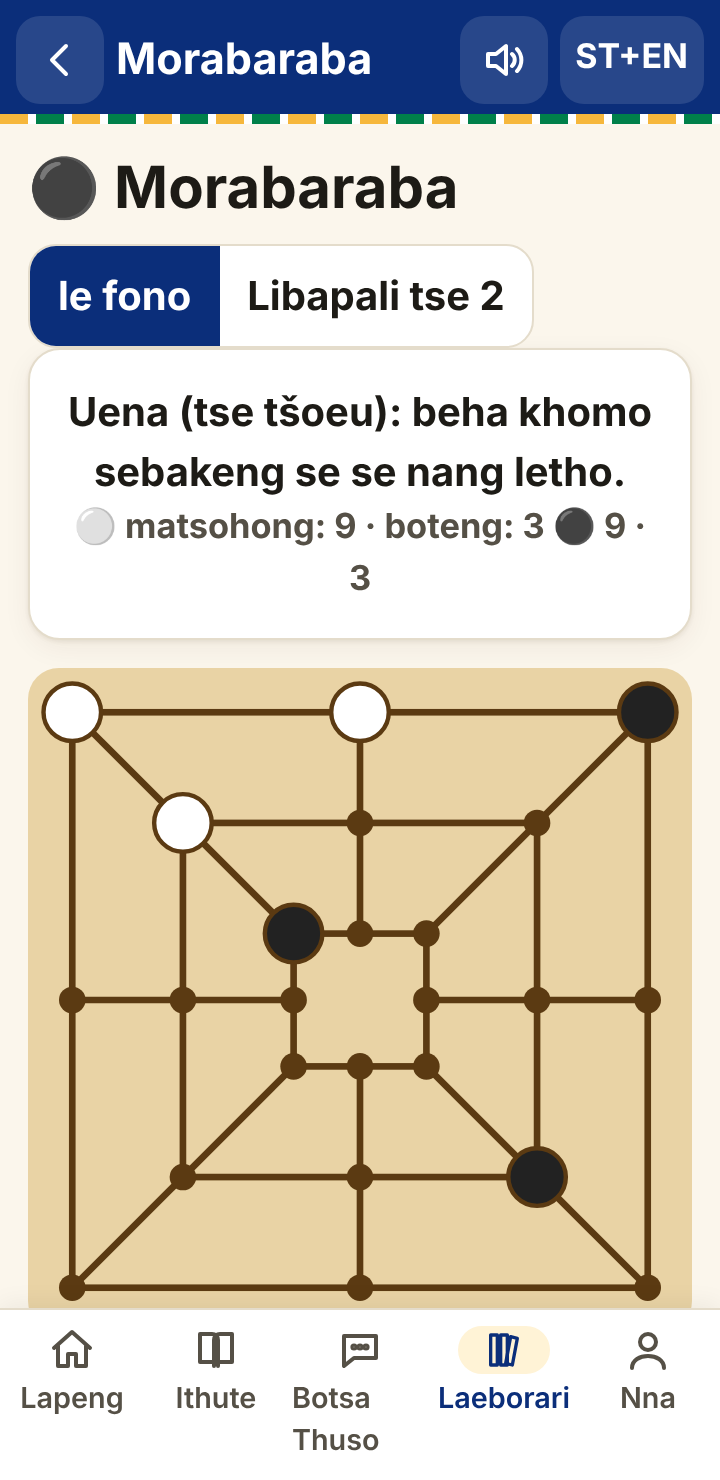 Morabaraba
ST+EN
Morabaraba
le fono
Libapali tse 2
Uena (tse tšoeu): beha khomo
sebakeng se se nang letho.
matsohong: 9 · boteng: 3 9 ·
3
Lapeng
Ithute
Botsa
Thuso
Laeborari
Nna